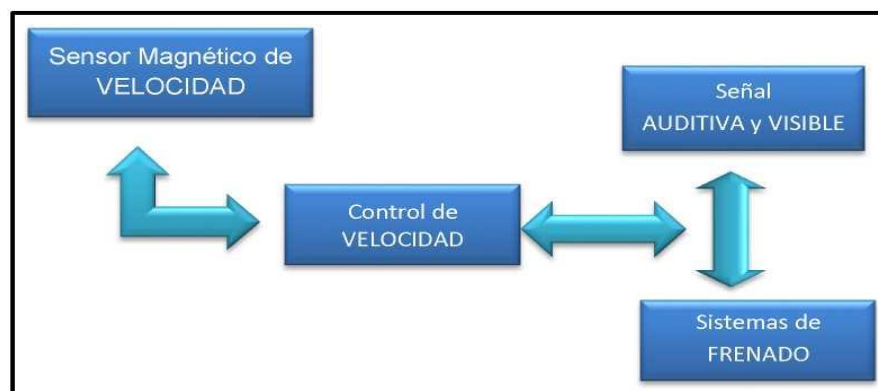 Sensor Magnético de
VELOCIDAD
Señal
AUDITIVA y VISIBLE
Control de
VELOCIDAD
Sistemas de
FRENADO